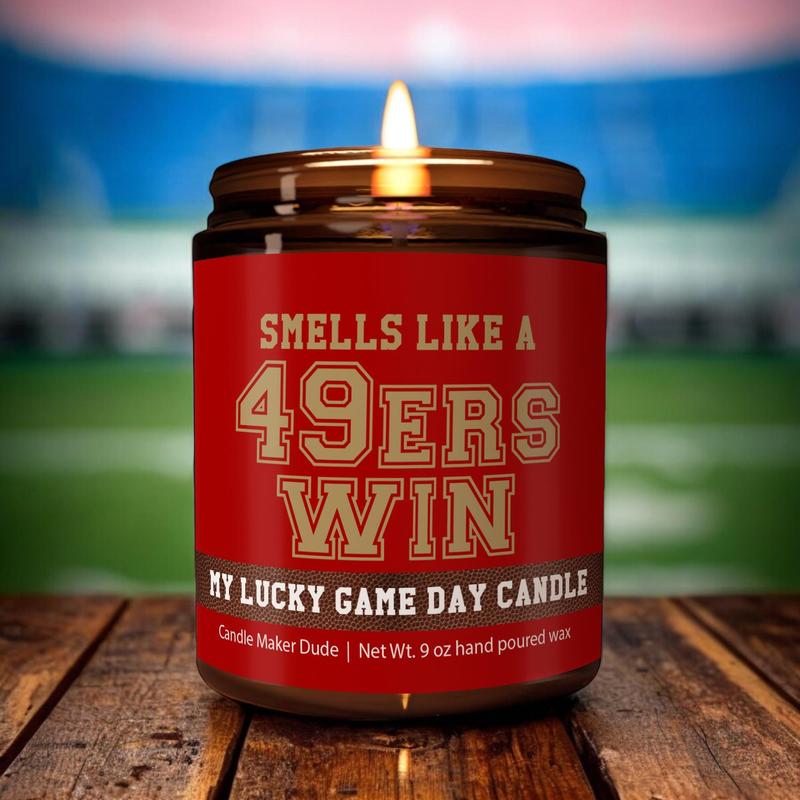 SMELLS LIKE A
49ERS
WIN
MY LUCKY GAME DAY CANDLE
Candle Maker Dude | Net Wt. 9 oz hand poured wax